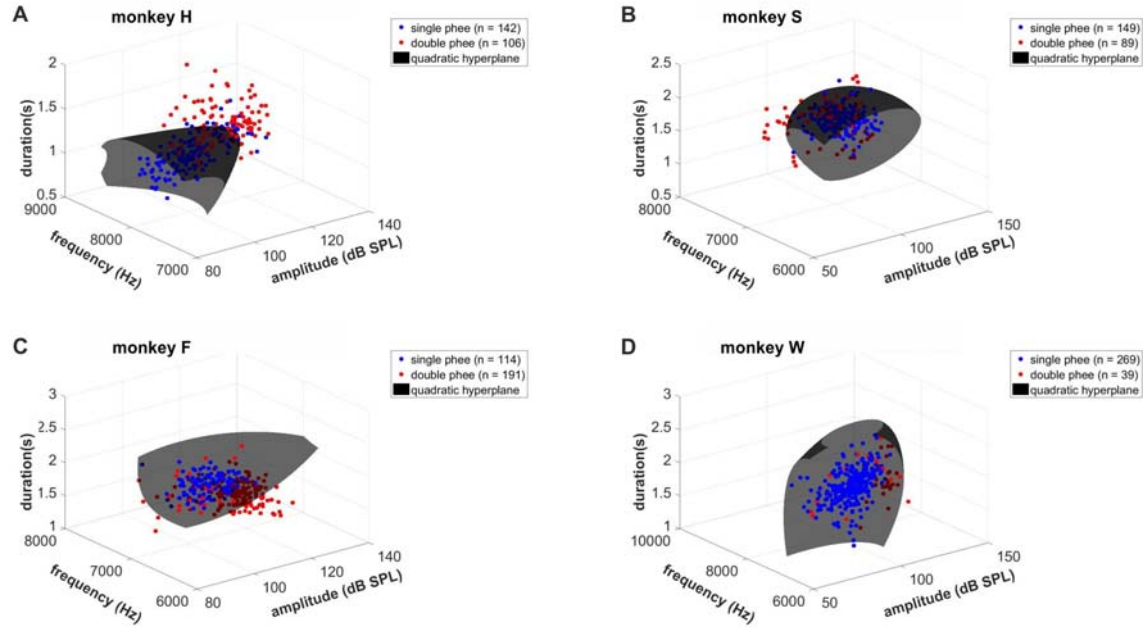 A
monkey H
single phee (n = 142)
double phee (n = 106)
quadratic hyperplane
2
1.5
1
0.5
duration(s)
9000
8000
7000
frequency (Hz)
80
100
120
140
amplitude (dB SPL)
B
monkey S
single phee (n = 149)
double phee (n = 89)
quadratic hyperplane
2.5
2
1.5
1
0.5
duration(s)
8000
7000
6000
frequency (Hz)
50
100
150
amplitude (dB SPL)
C
monkey F
single phee (n = 114)
double phee (n = 191)
quadratic hyperplane
3
2.5
2
1.5
1
duration(s)
8000
7000
6000
frequency (Hz)
80
100
120
140
amplitude (dB SPL)
D
monkey W
single phee (n = 269)
double phee (n = 39)
quadratic hyperplane
3
2.5
2
1.5
1
duration(s)
10000
8000
6000
frequency (Hz)
50
100
150
amplitude (dB SPL)